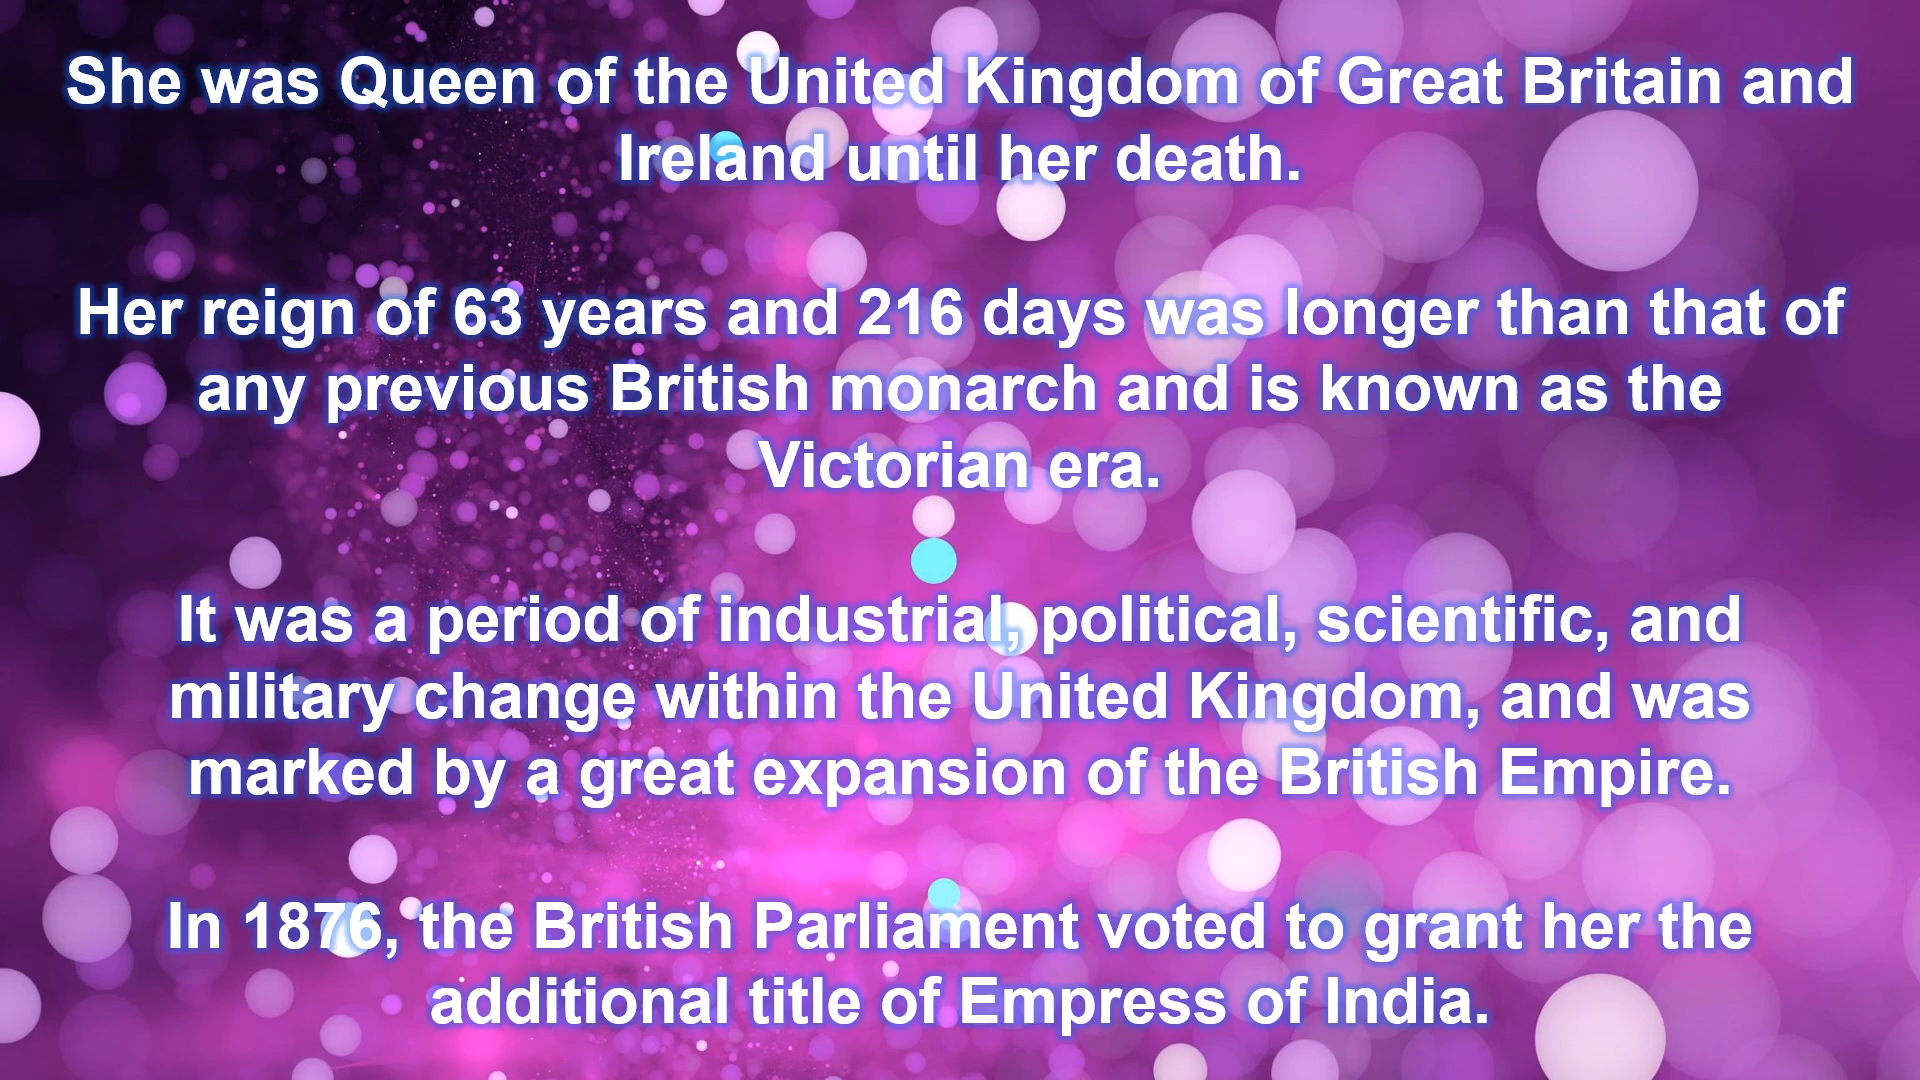 She was Queen of the United Kingdom of Great Britain and
Ireland until her death.
Her reign of 63 years and 216 days was longer than that of
any previous British monarch and is known as the
Victorian era.
It was a period of industrial, political, scientific, and
military change within the United Kingdom, and was
marked by a great expansion of the British Empire.
In 1876, the British Parliament voted to grant her the
additional title of Empress of India.